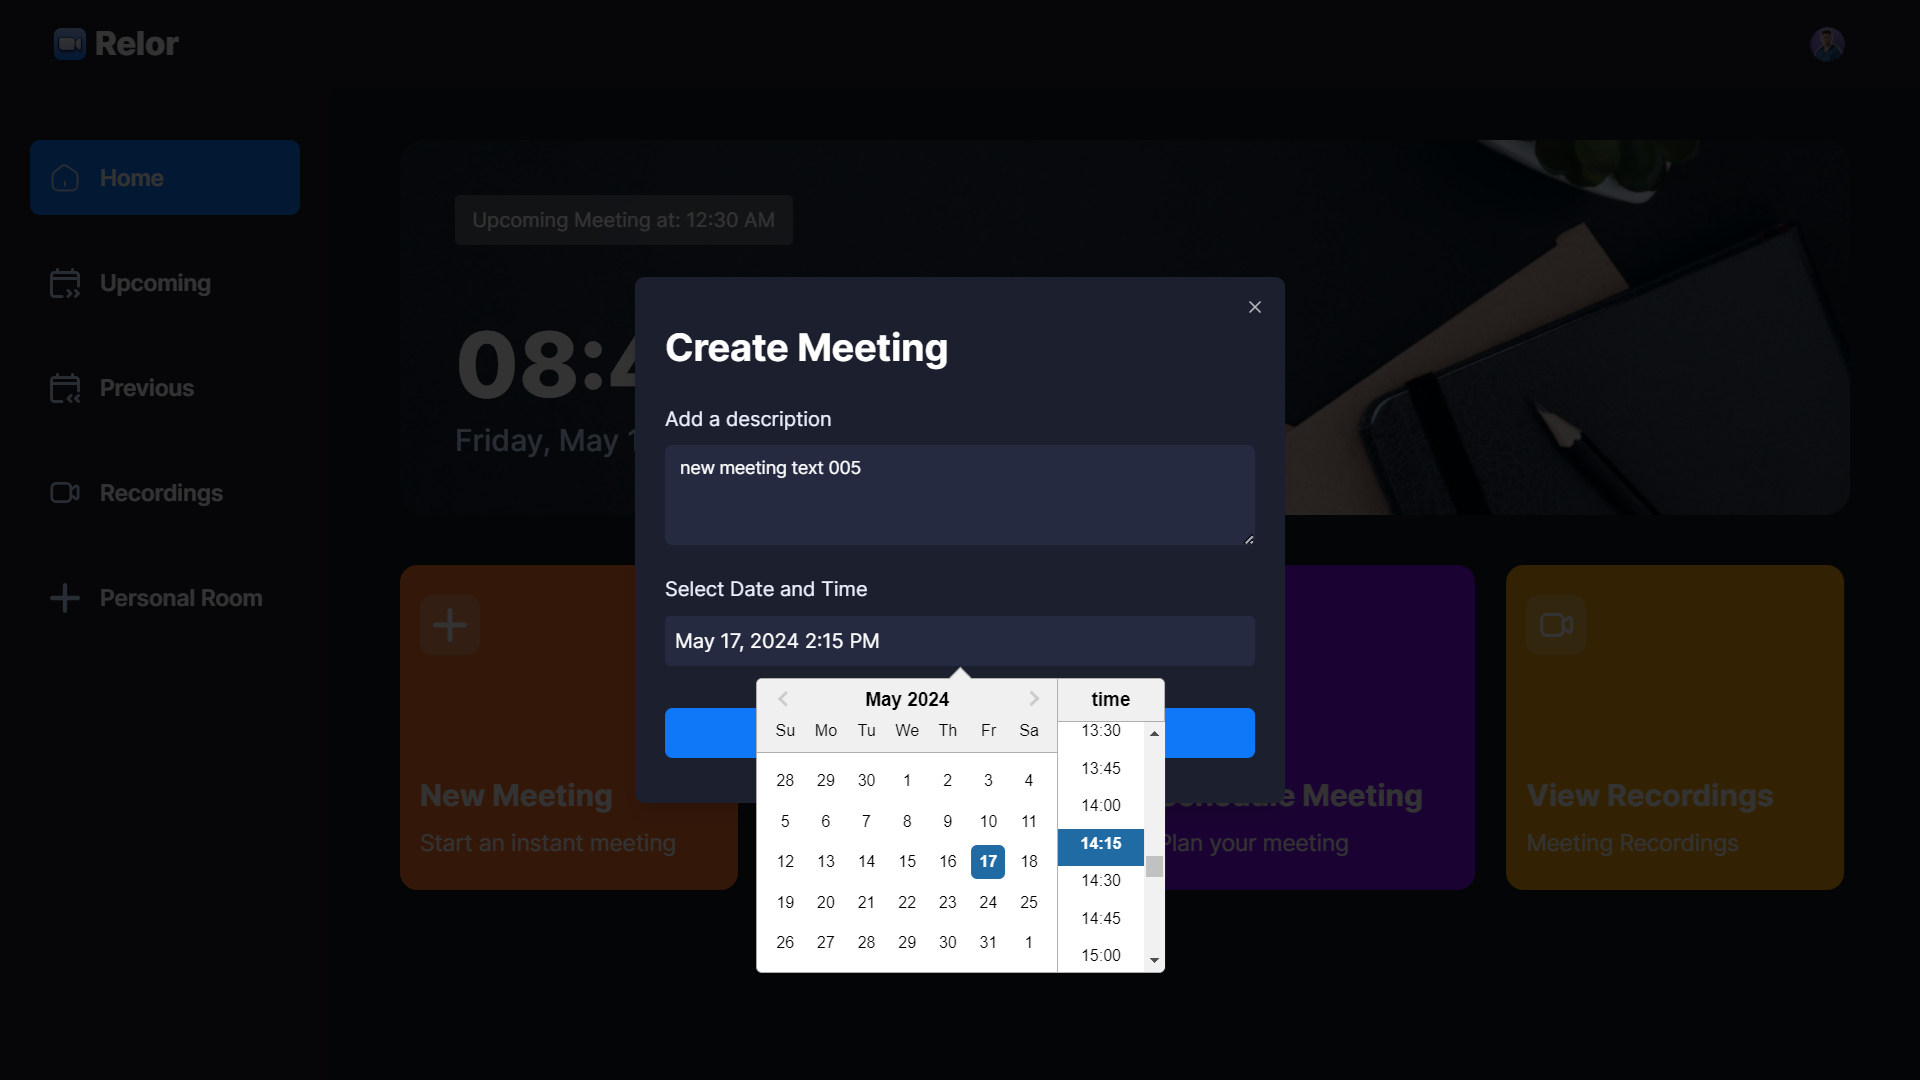 Relor
Home
Upcoming
Previous
Recordings
Personal Room
Upcoming Meeting at: 12:30 AM
08:
Friday, May
Create Meeting
Add a description
new meeting text 005
Select Date and Time
May 17, 2024 2:15 PM
May 2024
Su Mo Tu We Th Fr Sa
28 29 30 1 2 3 4
5 6 7 8 9 10 11
12 13 14 15 16 17 18
19 20 21 22 23 24 25
26 27 28 29 30 31 1
time
13:30
13:45
14:00
14:15
14:30
14:45
15:00
New Meeting
Start an instant meeting
Meeting
Plan your meeting
View Recordings
Meeting Recordings